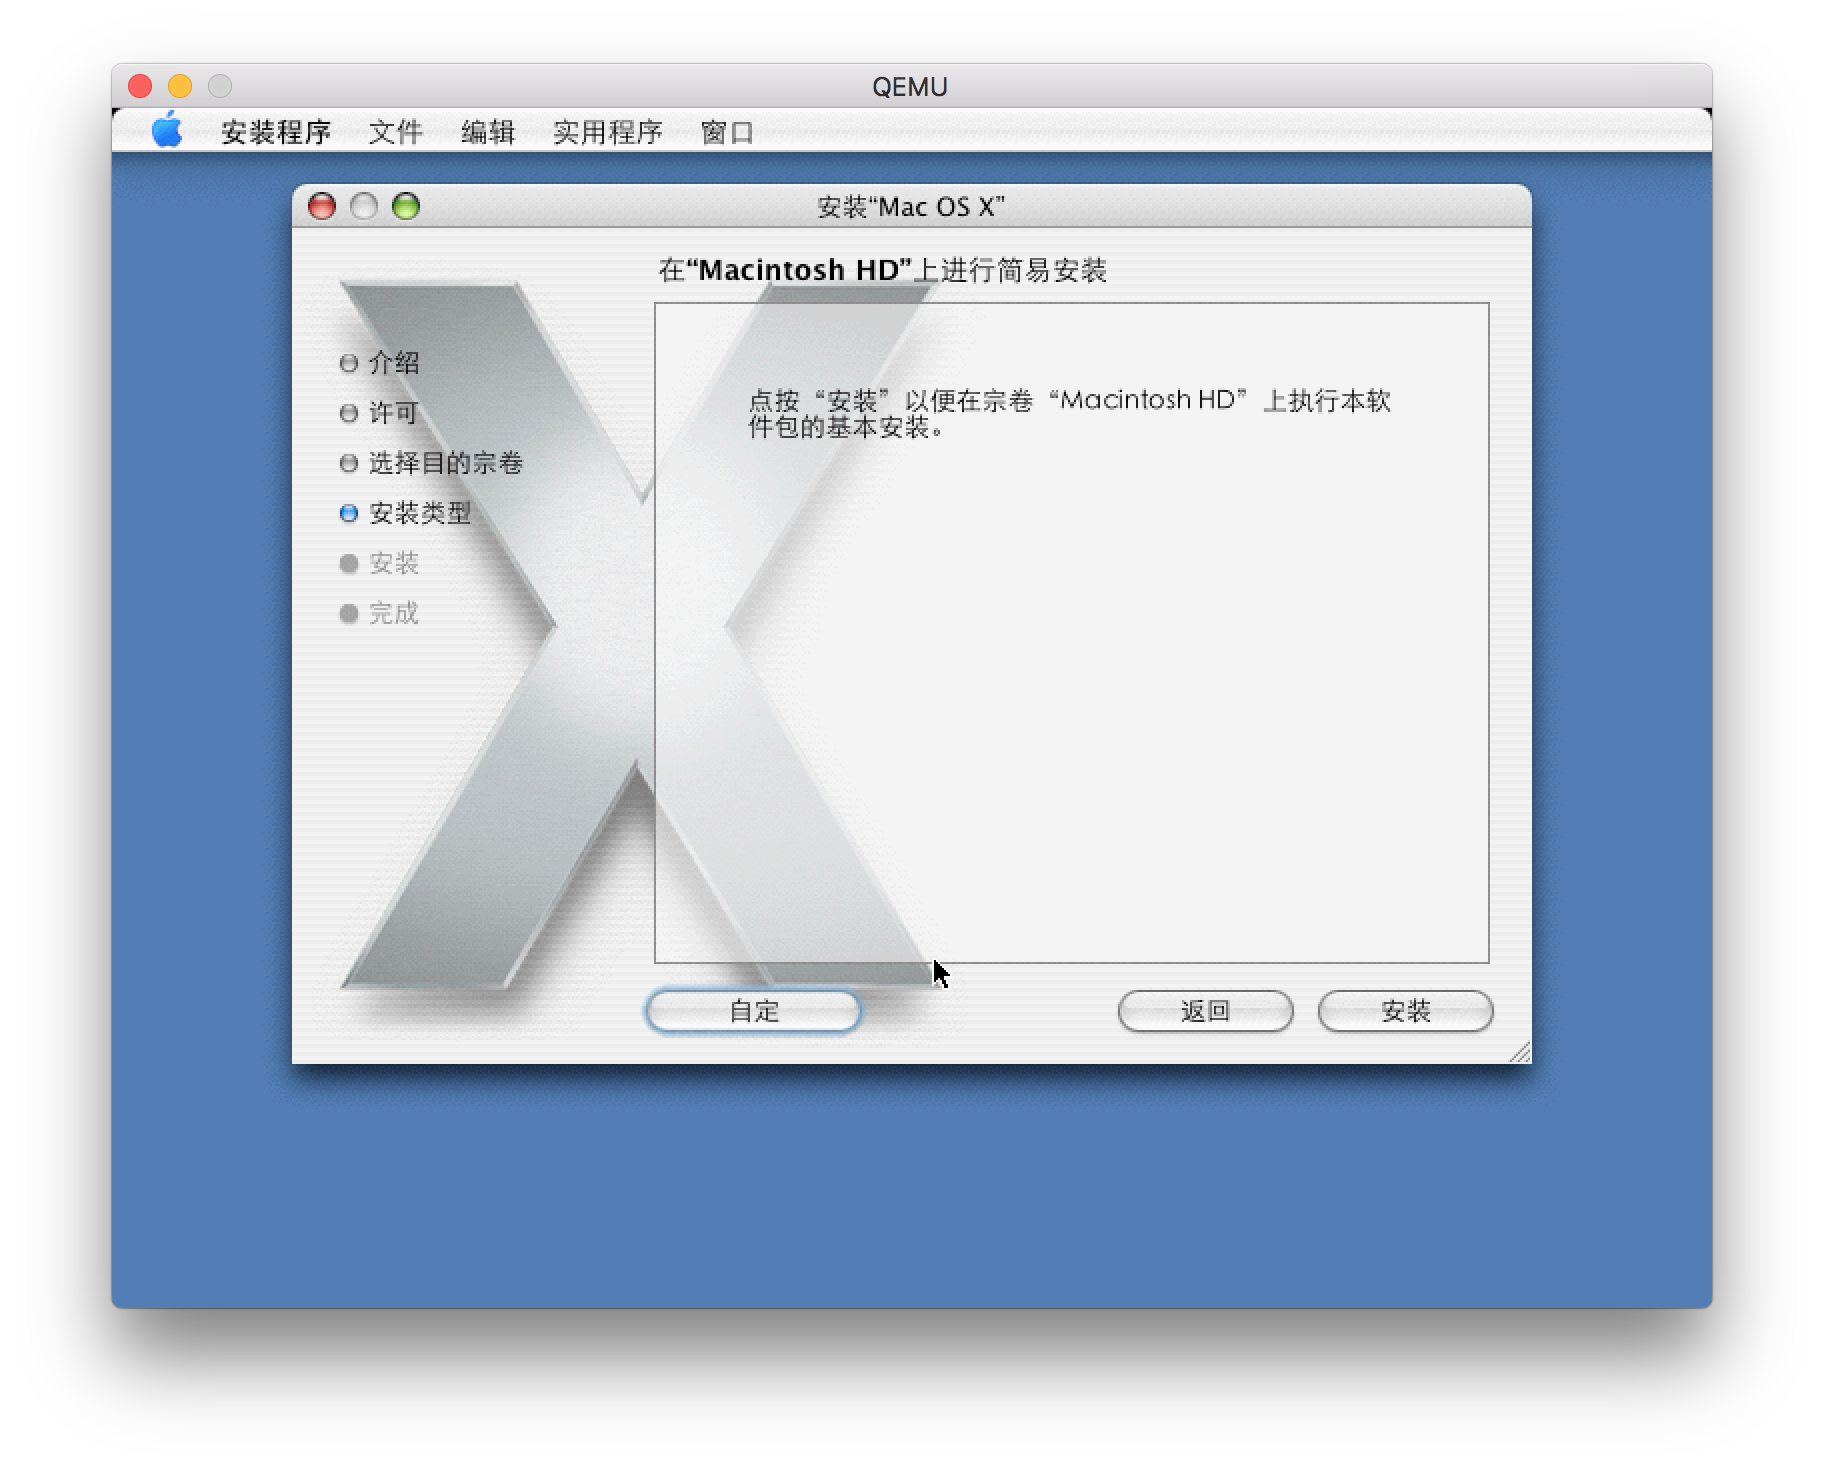 QEMU
安装程序 文件 编辑 实用程序 窗口
安装“Mac OS X”
在“Macintosh HD”上进行简易安装
介绍
许可
选择目的宗卷
安装类型
安装
完成
点按“安装”以便在宗卷“Macintosh HD”上执行本软
件包的基本安装。
自定 返回 安装